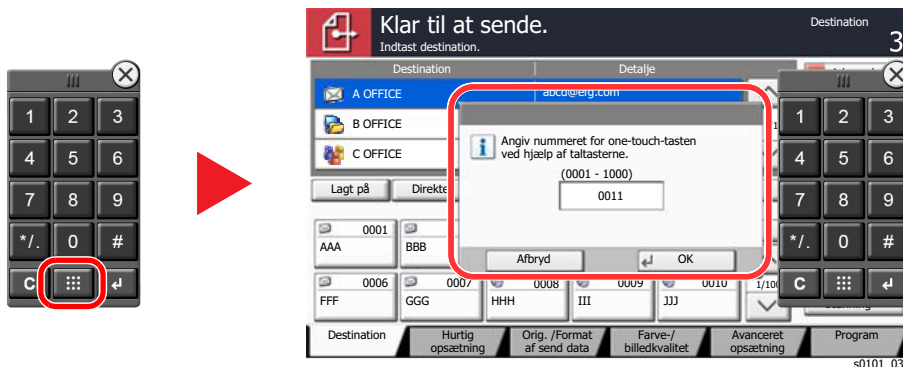 1 2 3
4 5 6
7 8 9
*/. 0 #
C
Klar til at sende.
Indtast destination.
Destination
3
Destination Detalje
A OFFICE abcd@efg.com
B OFFICE
C OFFICE
Angiv nummeret for one-touch-tasten
ved hjælp af taltasterne.
(0001 - 1000)
0011
Afbryd OK
Lagt på Direkte
0001
AAA BBB
0006 0007 0008 0009 0010
FFF GGG HHH III JJJ
1/100
1 2 3
4 5 6
7 8 9
*/. 0 #
C
Destination Hurtig opsætning Orig. /Format af send data Farve-/ billedkvalitet Avanceret opsætning Program
s0101_03